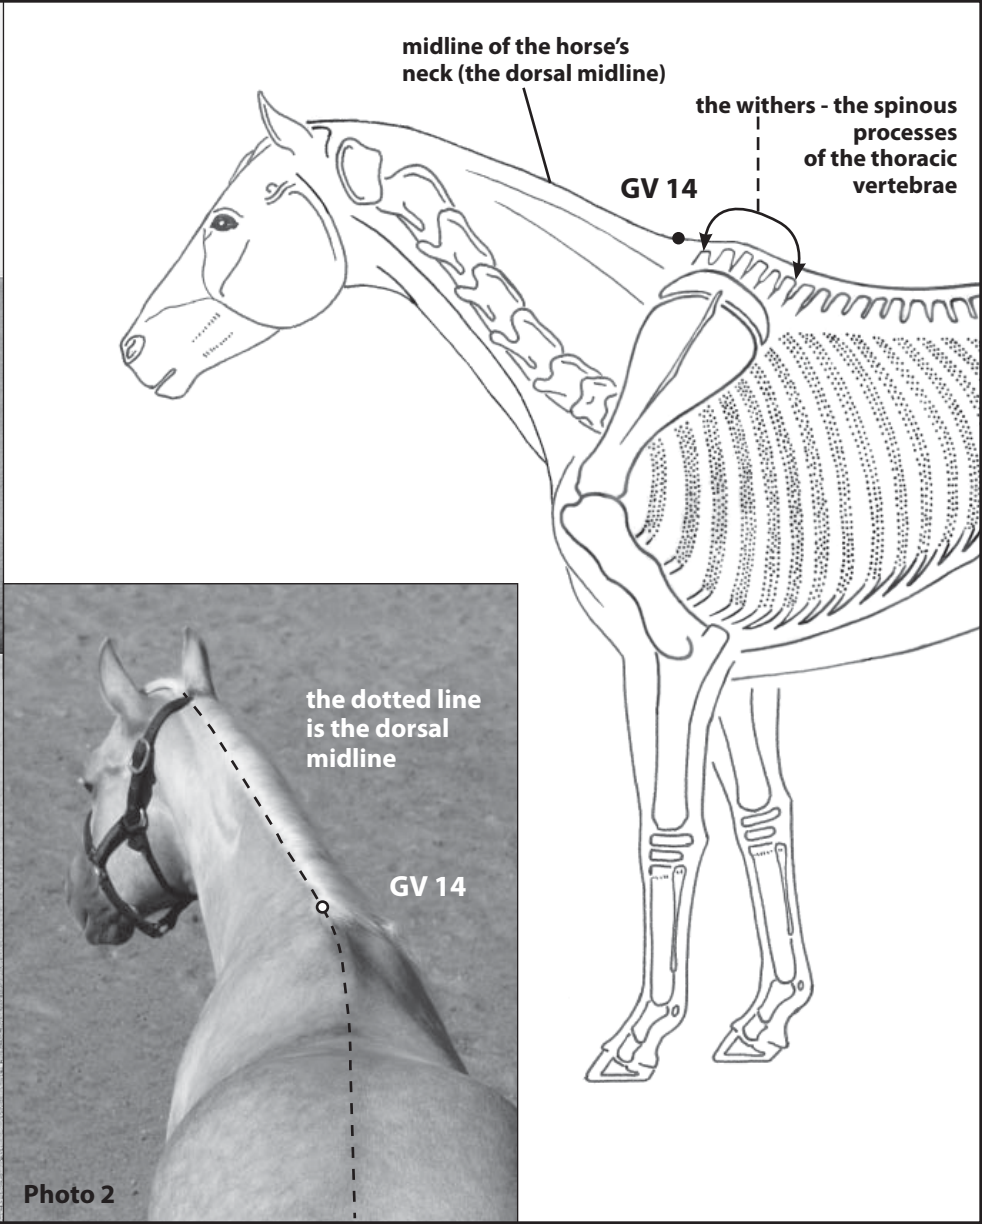 midline of the horse's
neck (the dorsal midline)
the withers - the spinous
processes
of the thoracic
vertebrae
GV 14
the dotted line
is the dorsal
midline
GV 14
Photo 2